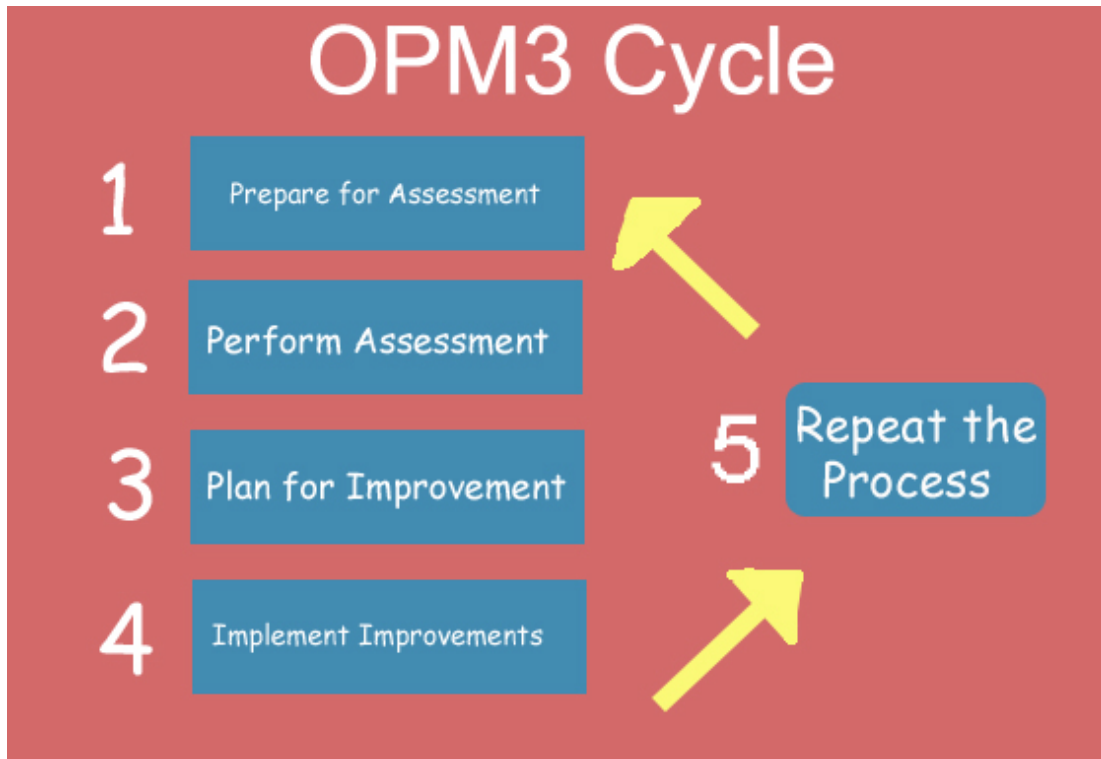 OPM3 Cycle
1
Prepare for Assessment
2
Perform Assessment
3
Plan for Improvement
4
Implement Improvements
5
Repeat the
Process